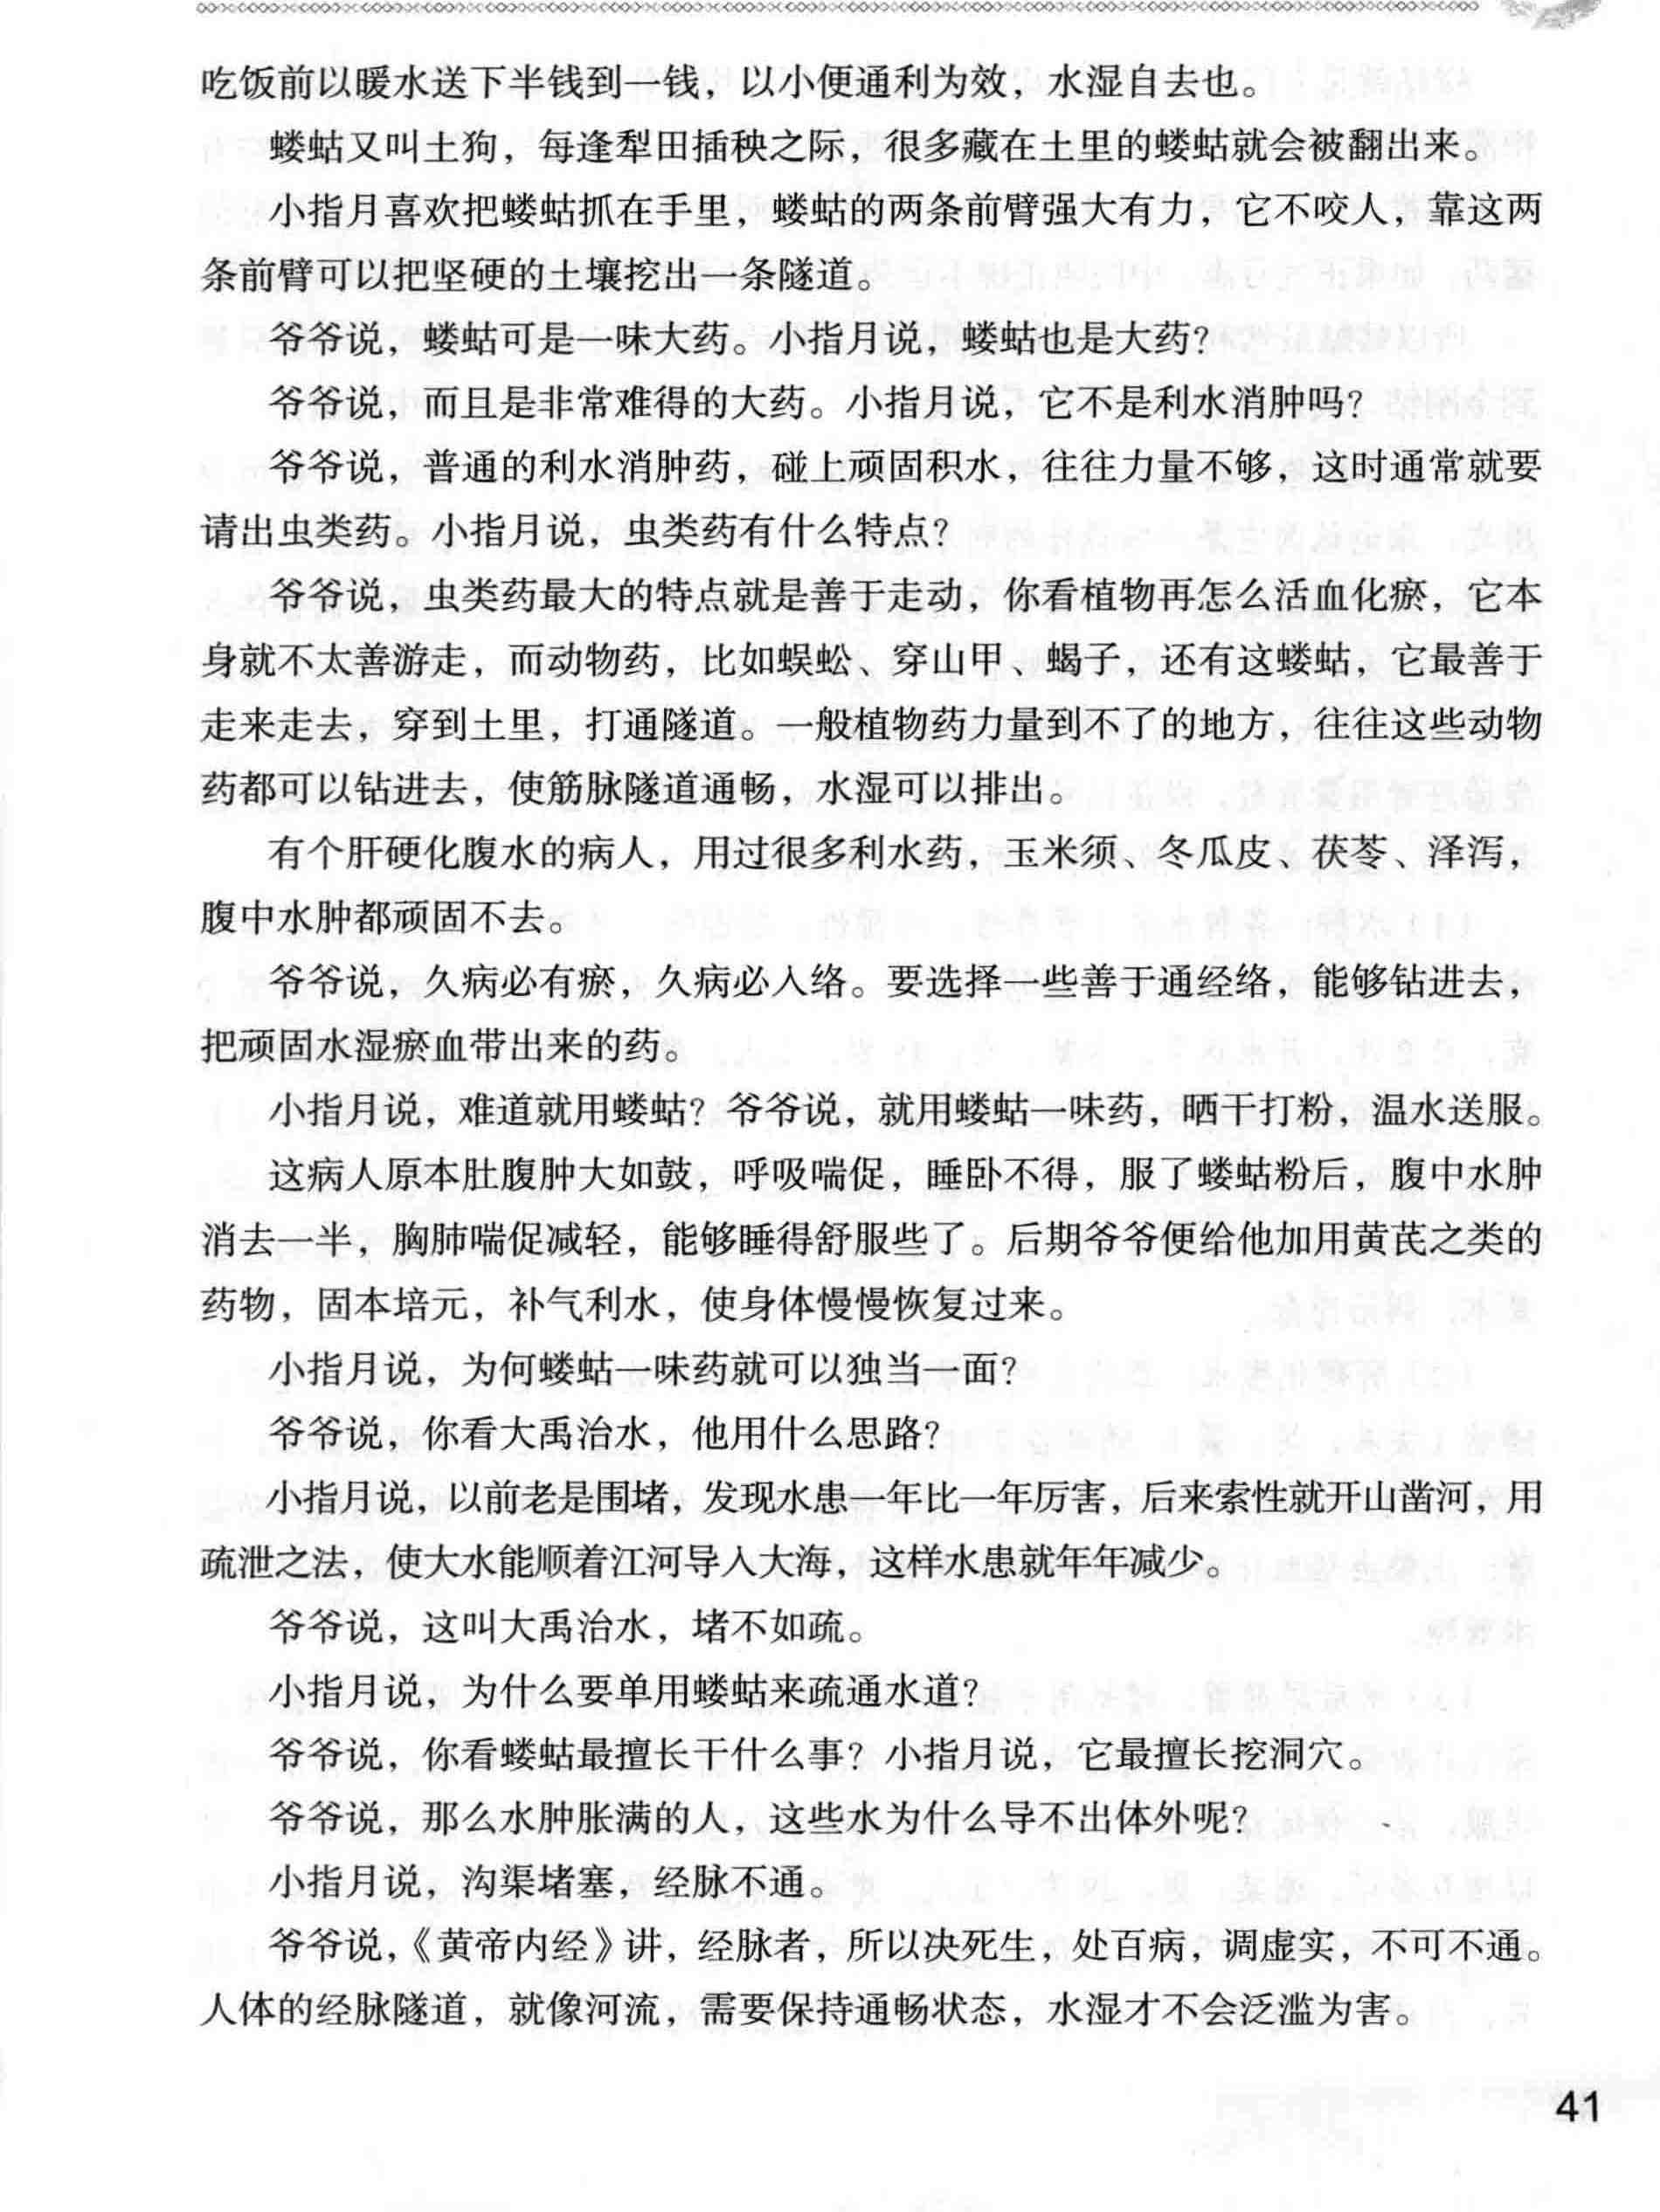 吃饭前以暖水送下半钱到一钱，以小便通利为效，水湿自去也。
蝼蛄又叫土狗，每逢犁田插秧之际，很多藏在土里的蝼蛄就会被翻出来。
小指月喜欢把蝼蛄抓在手里，蝼蛄的两条前臂强大有力，它不咬人，靠这两
条前臂可以把坚硬的土壤挖出一条隧道。
爷爷说，蝼蛄可是一味大药。小指月说，蝼蛄也是大药？
爷爷说，而且是非常难得的大药。小指月说，它不是利水消肿吗？
爷爷说，普通的利水消肿药，碰上顽固积水，往往力量不够，这时通常就要
请出虫类药。小指月说，虫类药有什么特点？
爷爷说，虫类药最大的特点就是善于走动，你看植物再怎么活血化瘀，它本
身就不太善游走，而动物药，比如蜈蚣、穿山甲、蝎子，还有这蝼蛄，它最善于
走来走去，穿到土里，打通隧道。一般植物药力量到不了的地方，往往这些动物
药都可以钻进去，使筋脉隧道通畅，水湿可以排出。
有个肝硬化腹水的病人，用过很多利水药，玉米须、冬瓜皮、茯苓、泽泻，
腹中水肿都顽固不去。
爷爷说，久病必有瘀，久病必入络。要选择一些善于通经络，能够钻进去，
把顽固水湿瘀血带出来的药。
小指月说，难道就用蝼蛄？爷爷说，就用蝼蛄一味药，晒干打粉，温水送服。
这病人原本肚腹肿大如鼓，呼吸喘促，睡卧不得，服了蝼蛄粉后，腹中水肿
消去一半，胸肺喘促减轻，能够睡得舒服些了。后期爷爷便给他加用黄芪之类的
药物，固本培元，补气利水，使身体慢慢恢复过来。
小指月说，为何蝼蛄一味药就可以独当一面？
爷爷说，你看大禹治水，他用什么思路？
小指月说，以前老是围堵，发现水患一年比一年厉害，后来索性就开山凿河，用
疏泄之法，使大水能顺着江河导入大海，这样水患就年年减少。
爷爷说，这叫大禹治水，堵不如疏。
小指月说，为什么要单用蝼蛄来疏通水道？
爷爷说，你看蝼蛄最擅长干什么事？小指月说，它最擅长挖洞穴。
爷爷说，那么水肿胀满的人，这些水为什么导不出体外呢？
小指月说，沟渠堵塞，经脉不通。
爷爷说，《黄帝内经》讲，经脉者，所以决死生，处百病，调虚实，不可不通。
人体的经脉隧道，就像河流，需要保持通畅状态，水湿才不会泛滥为害。
41